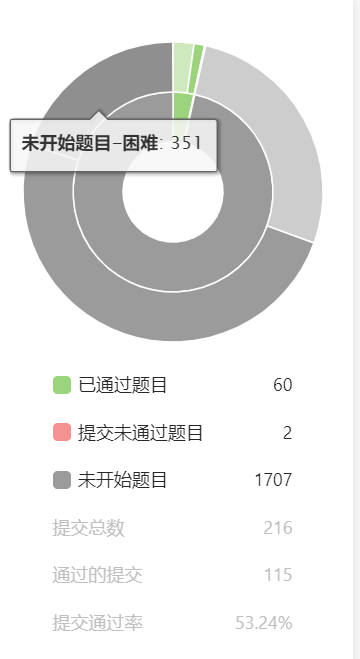 未开始题目-困难: 351
已通过题目 60
提交未通过题目 2
未开始题目 1707
提交总数 216
通过的提交 115
提交通过率 53.24%